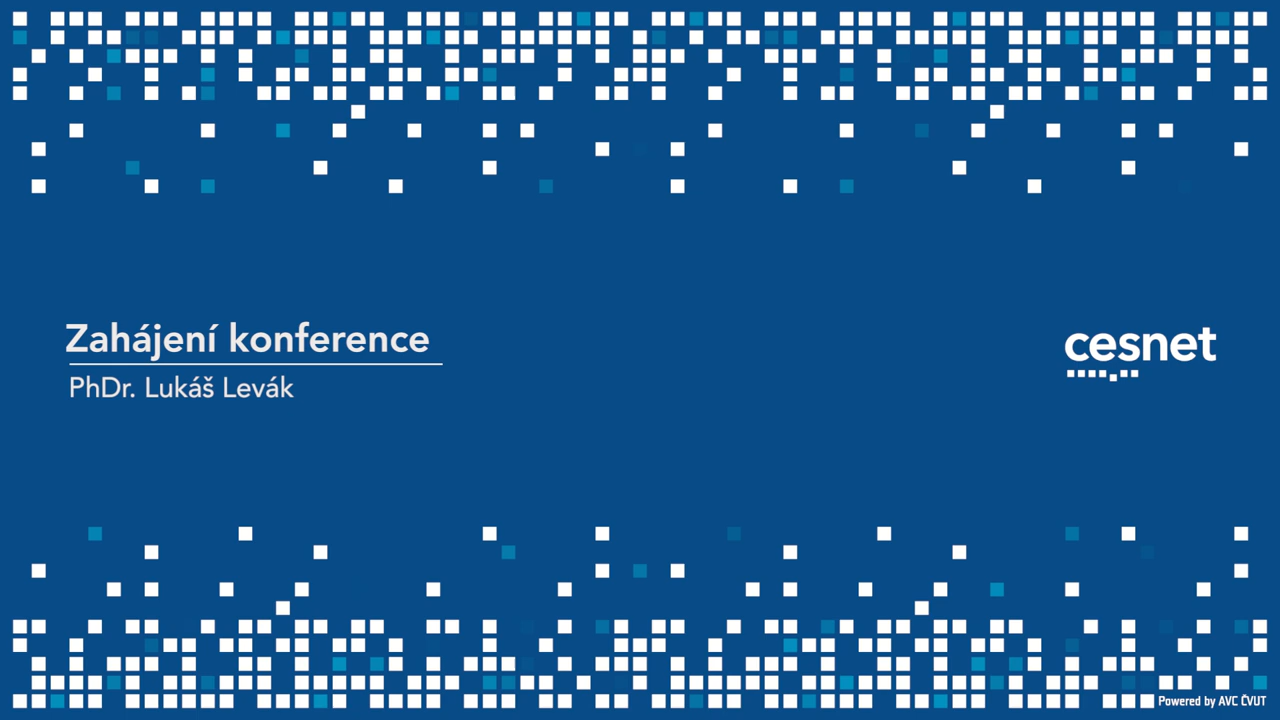 Zahájení konference
PhDr. Lukáš Levák
cesnet
Powered by AVC ČVUT